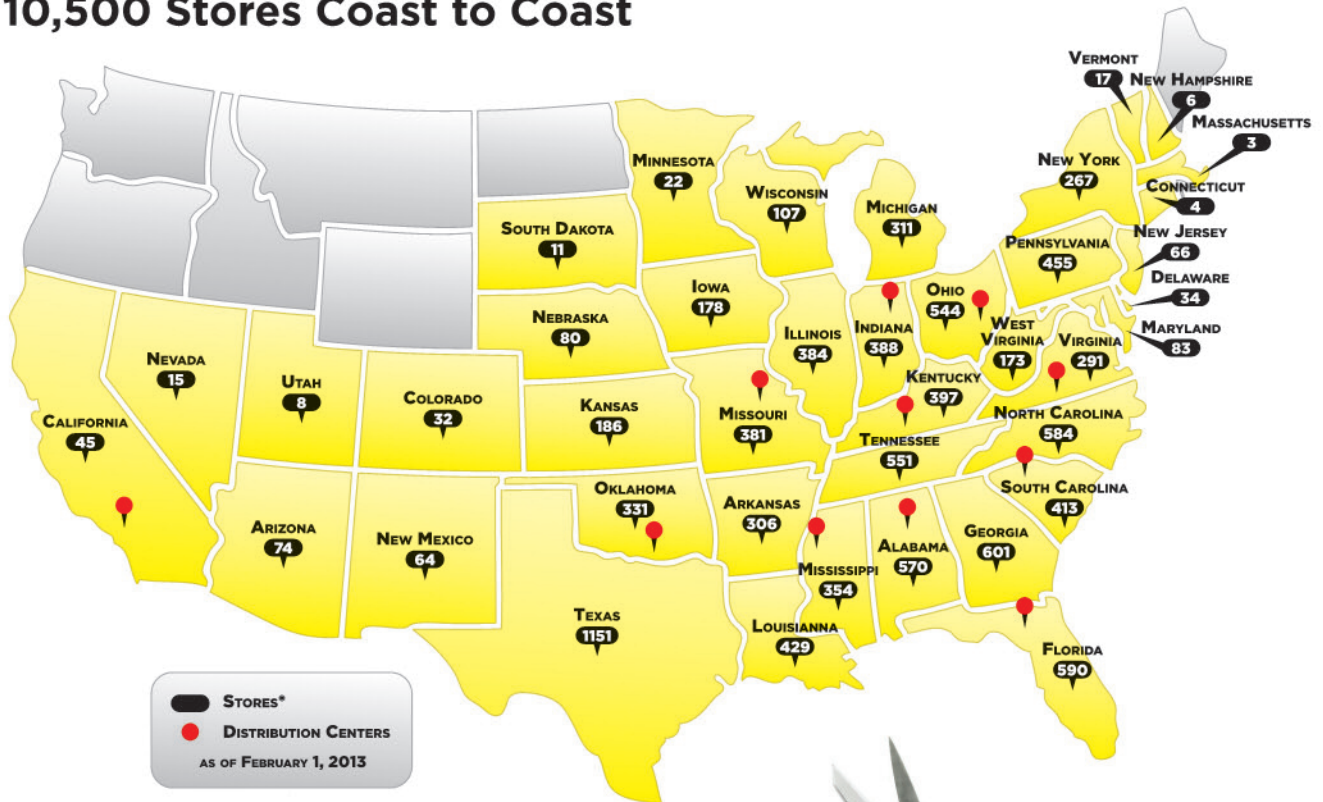 10,500 Stores Coast to Coast
VERMONT
17
NEW HAMPSHIRE
6
MASSACHUSETTS
3
MINNESOTA
22
WISCONSIN
107
MICHIGAN
311
NEW YORK
267
CONNECTICUT
4
SOUTH DAKOTA
11
PENNSYLVANIA
455
NEW JERSEY
66
DELAWARE
34
IOWA
178
NEBRASKA
80
ILLINOIS
384
INDIANA
388
OHIO
544
WEST
VIRGINIA
173
VIRGINIA
291
MARYLAND
83
NEVADA
15
UTAH
8
COLORADO
32
KANSAS
186
MISSOURI
381
KENTUCKY
397
CALIFORNIA
45
TENNESSEE
551
NORTH CAROLINA
584
ARIZONA
74
NEW MEXICO
64
OKLAHOMA
331
ARKANSAS
306
SOUTH CAROLINA
413
MISSISSIPPI
354
ALABAMA
570
GEORGIA
601
TEXAS
1151
LOUISIANNA
429
FLORIDA
590
STORES*
DISTRIBUTION CENTERS
AS OF FEBRUARY 1, 2013